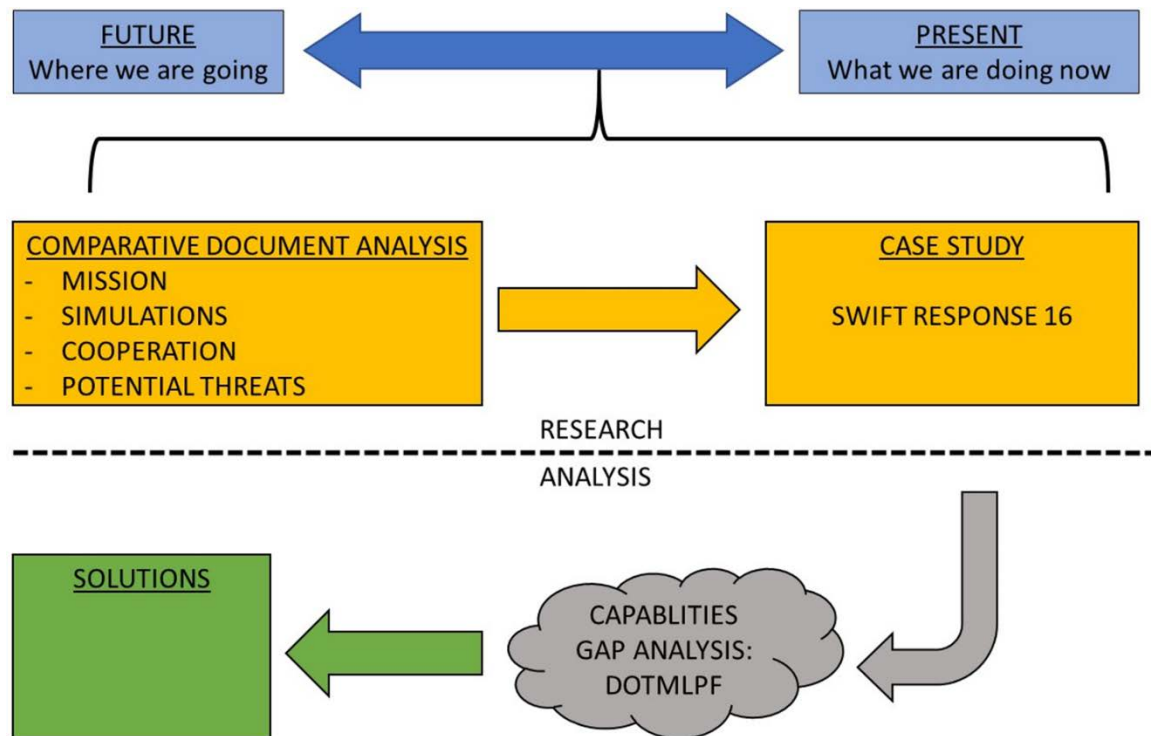 FUTURE
Where we are going
PRESENT
What we are doing now
COMPARATIVE DOCUMENT ANALYSIS
- MISSION
- SIMULATIONS
- COOPERATION
- POTENTIAL THREATS
CASE STUDY
SWIFT RESPONSE 16
RESEARCH
ANALYSIS
SOLUTIONS
CAPABLITIES
GAP ANALYSIS:
DOTMLPF